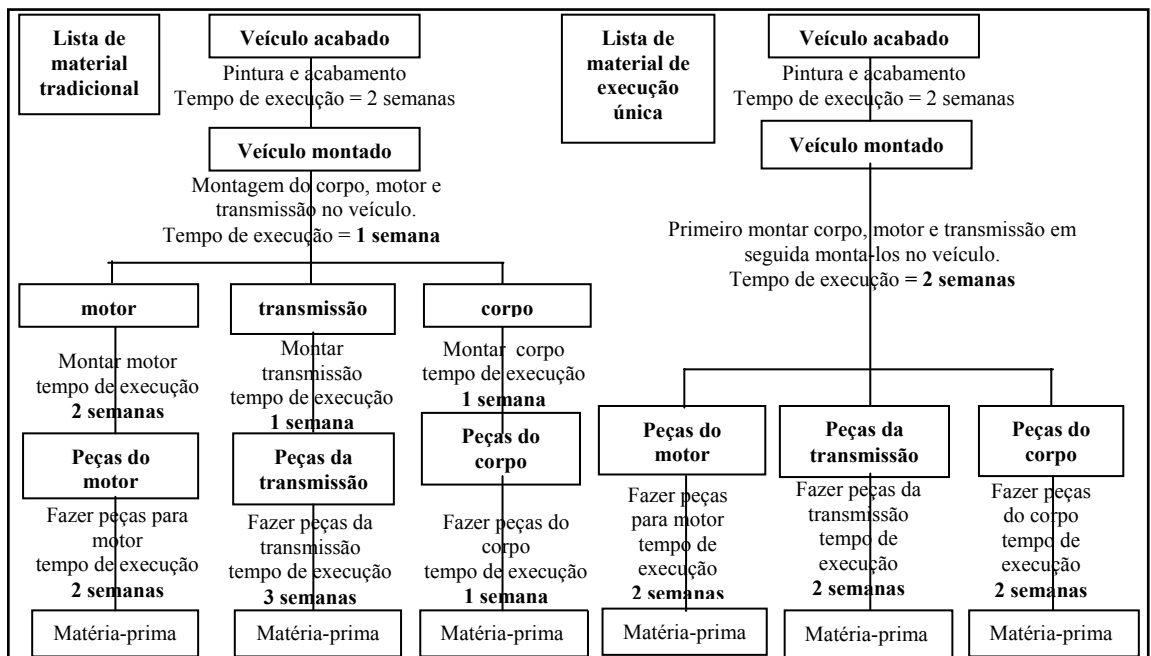 Lista de
material
tradicional
Veículo acabado
Pintura e acabamento
Tempo de execução = 2 semanas
Veículo montado
Montagem do corpo, motor e
transmissão no veículo.
Tempo de execução = 1 semana
motor
transmissão
corpo
Montar motor
tempo de execução
2 semanas
Montar
transmissão
tempo de execução
1 semana
Montar corpo
tempo de execução
1 semana
Peças do
motor
Peças da
transmissão
Peças do
corpo
Fazer peças para
motor
tempo de execução
2 semanas
Fazer peças da
transmissão
tempo de execução
3 semanas
Fazer peças do
corpo
tempo de execução
1 semana
Matéria-prima
Matéria-prima
Matéria-prima
Lista de
material de
execução
única
Veículo acabado
Pintura e acabamento
Tempo de execução = 2 semanas
Veículo montado
Primeiro montar corpo, motor e transmissão em
seguida monta-los no veículo.
Tempo de execução = 2 semanas
Peças do
motor
Peças da
transmissão
Peças do
corpo
Fazer peças
para motor
tempo de
execução
2 semanas
Fazer peças da
transmissão
tempo de
execução
2 semanas
Fazer peças
do corpo
tempo de
execução
2 semanas
Matéria-prima
Matéria-prima
Matéria-prima